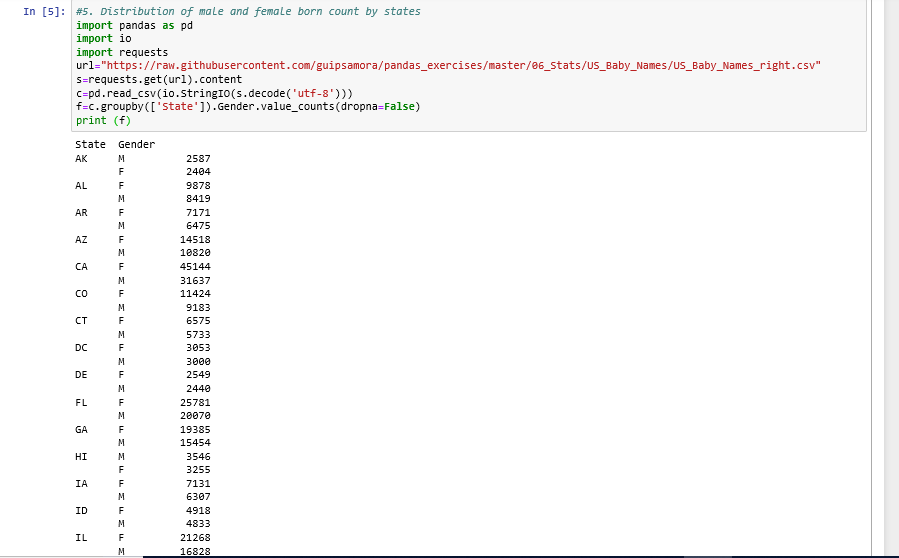 In [5]: #5. Distribution of male and female born count by states
import pandas as pd
import io
import requests
url="https://raw.githubusercontent.com/guipsamora/pandas_exercises/master/06_Stats/US_Baby_Names/US_Baby_Names_right.csv"
s=requests.get(url).content
c=pd.read_csv(io.StringIO(s.decode('utf-8')))
f=c.groupby(['State']).Gender.value_counts(dropna=False)
print (f)
State Gender
AK M 2587
F 2404
AL F 9878
M 8419
AR F 7171
M 6475
AZ F 14518
M 10820
CA F 45144
M 31637
CO F 11424
M 9183
CT F 6575
M 5733
DC F 3053
M 3000
DE F 2549
M 2440
FL F 25781
M 20070
GA F 19385
M 15454
HI M 3546
F 3255
IA F 7131
M 6307
ID F 4918
M 4833
IL F 21268
M 16828